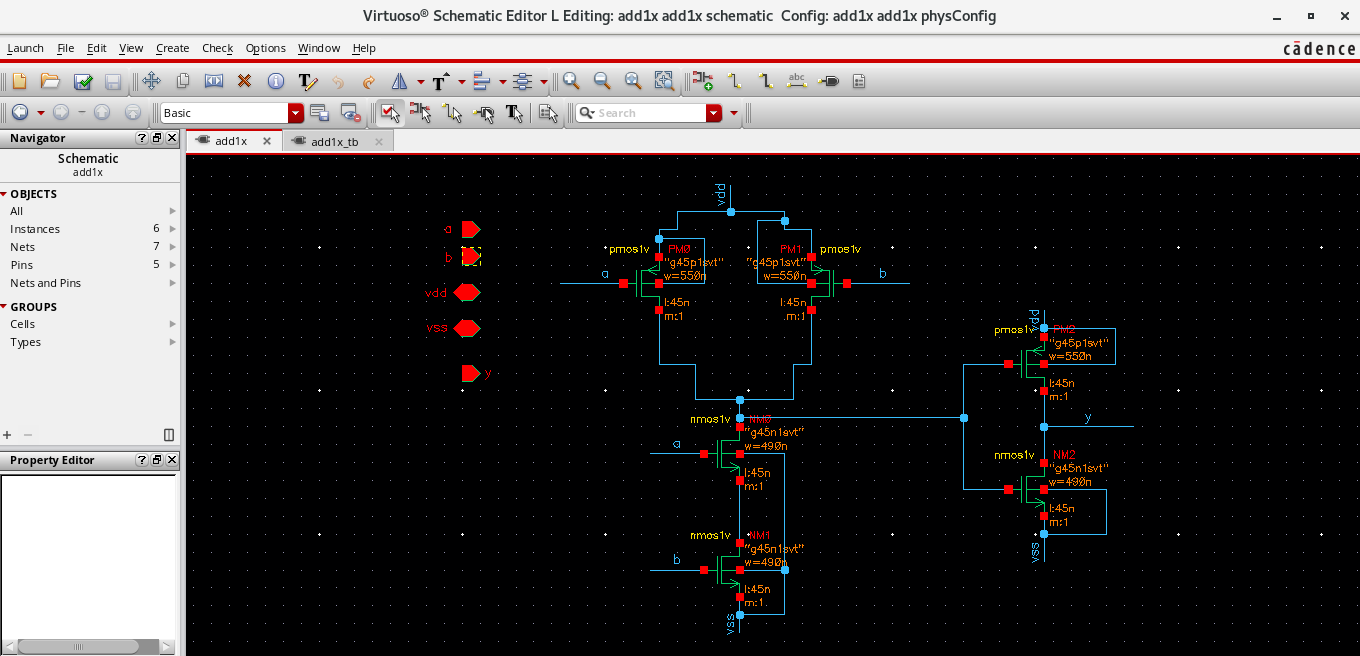 Virtuoso® Schematic Editor L Editing: add1x add1x schematic  Config: add1x add1x physConfig
Launch File Edit View Create Check Options Window Help
cādence
T T
abc
Basic
T
Search
Navigator
add1x
add1x_tb
Schematic
add1x
OBJECTS
All
Instances 6
Nets 7
Pins 5
Nets and Pins
GROUPS
Cells
Types
Property Editor
a
b
vdd
vss
y
vdd
pmos1v PM0
"g45p1svt"
w=550n
l:45n
m:1
a
PM1 pmos1v
"g45p1svt"
w=550n
l:45n
m:1
b
nmos1v NM0
"g45n1svt"
w=490n
l:45n
m:1
a
nmos1v NM1
"g45n1svt"
w=490n
l:45n
m:1
b
vss
vdd
pmos1v PM2
"g45p1svt"
w=550n
l:45n
m:1
y
nmos1v NM2
"g45n1svt"
w=490n
l:45n
m:1
vss